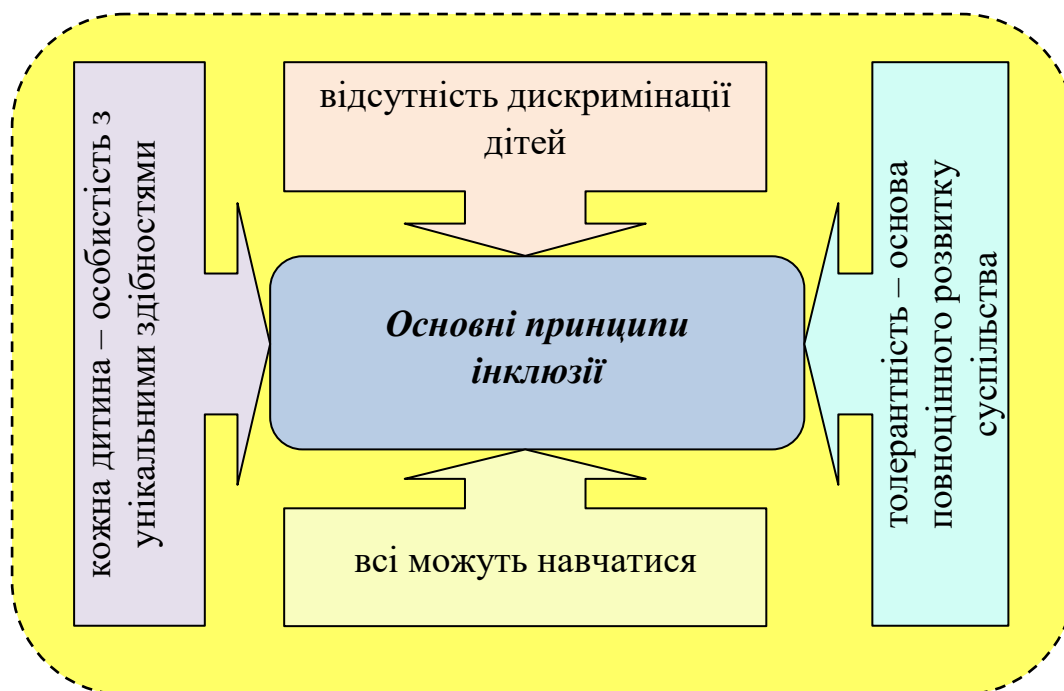 відсутність дискримінації
дітей
кожна дитина – особистість з
унікальними здібностями
Основні принципи
інклюзії
толерантність – основа
повноцінного розвитку
суспільства
всі можуть навчатися